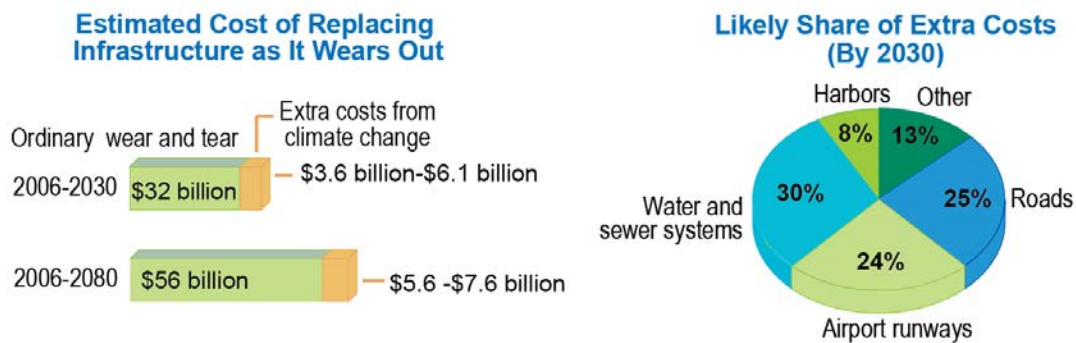 Estimated Cost of Replacing
Infrastructure as It Wears Out
Ordinary wear and tear
Extra costs from
climate change
2006-2030
$32 billion
$3.6 billion-$6.1 billion
2006-2080
$56 billion
$5.6 -$7.6 billion
Likely Share of Extra Costs
(By 2030)
Harbors
Other
8%
13%
Water and
sewer systems
30%
25%
Roads
24%
Airport runways